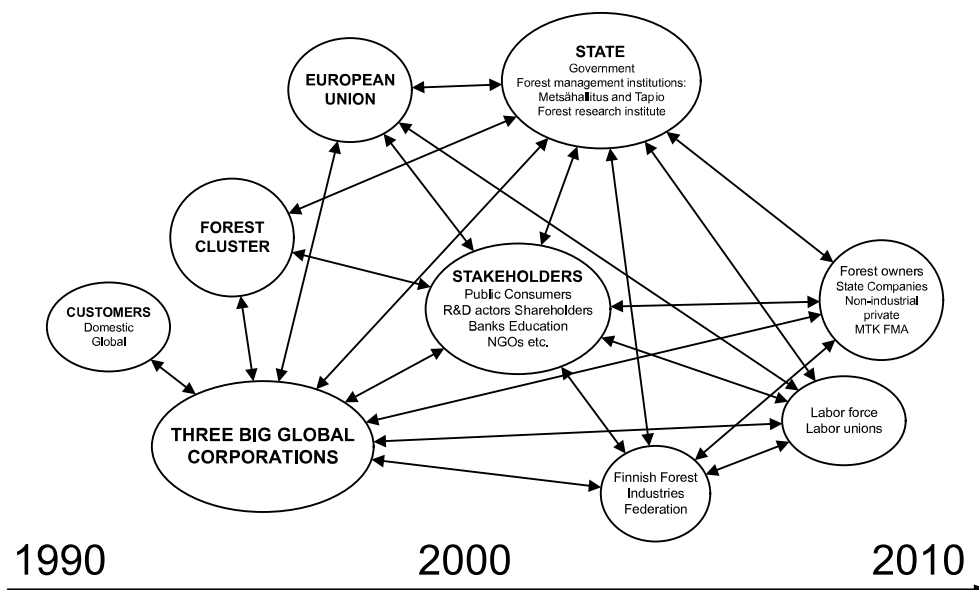 STATE
Government
Forest management institutions:
Metsähallitus and Tapio
Forest research institute
EUROPEAN
UNION
FOREST
CLUSTER
STAKEHOLDERS
Public Consumers
R&D actors Shareholders
Banks Education
NGOs etc.
Forest owners
State Companies
Non-industrial
private
MTK FMA
CUSTOMERS
Domestic
Global
THREE BIG GLOBAL
CORPORATIONS
Labor force
Labor unions
Finnish Forest
Industries
Federation
1990
2000
2010